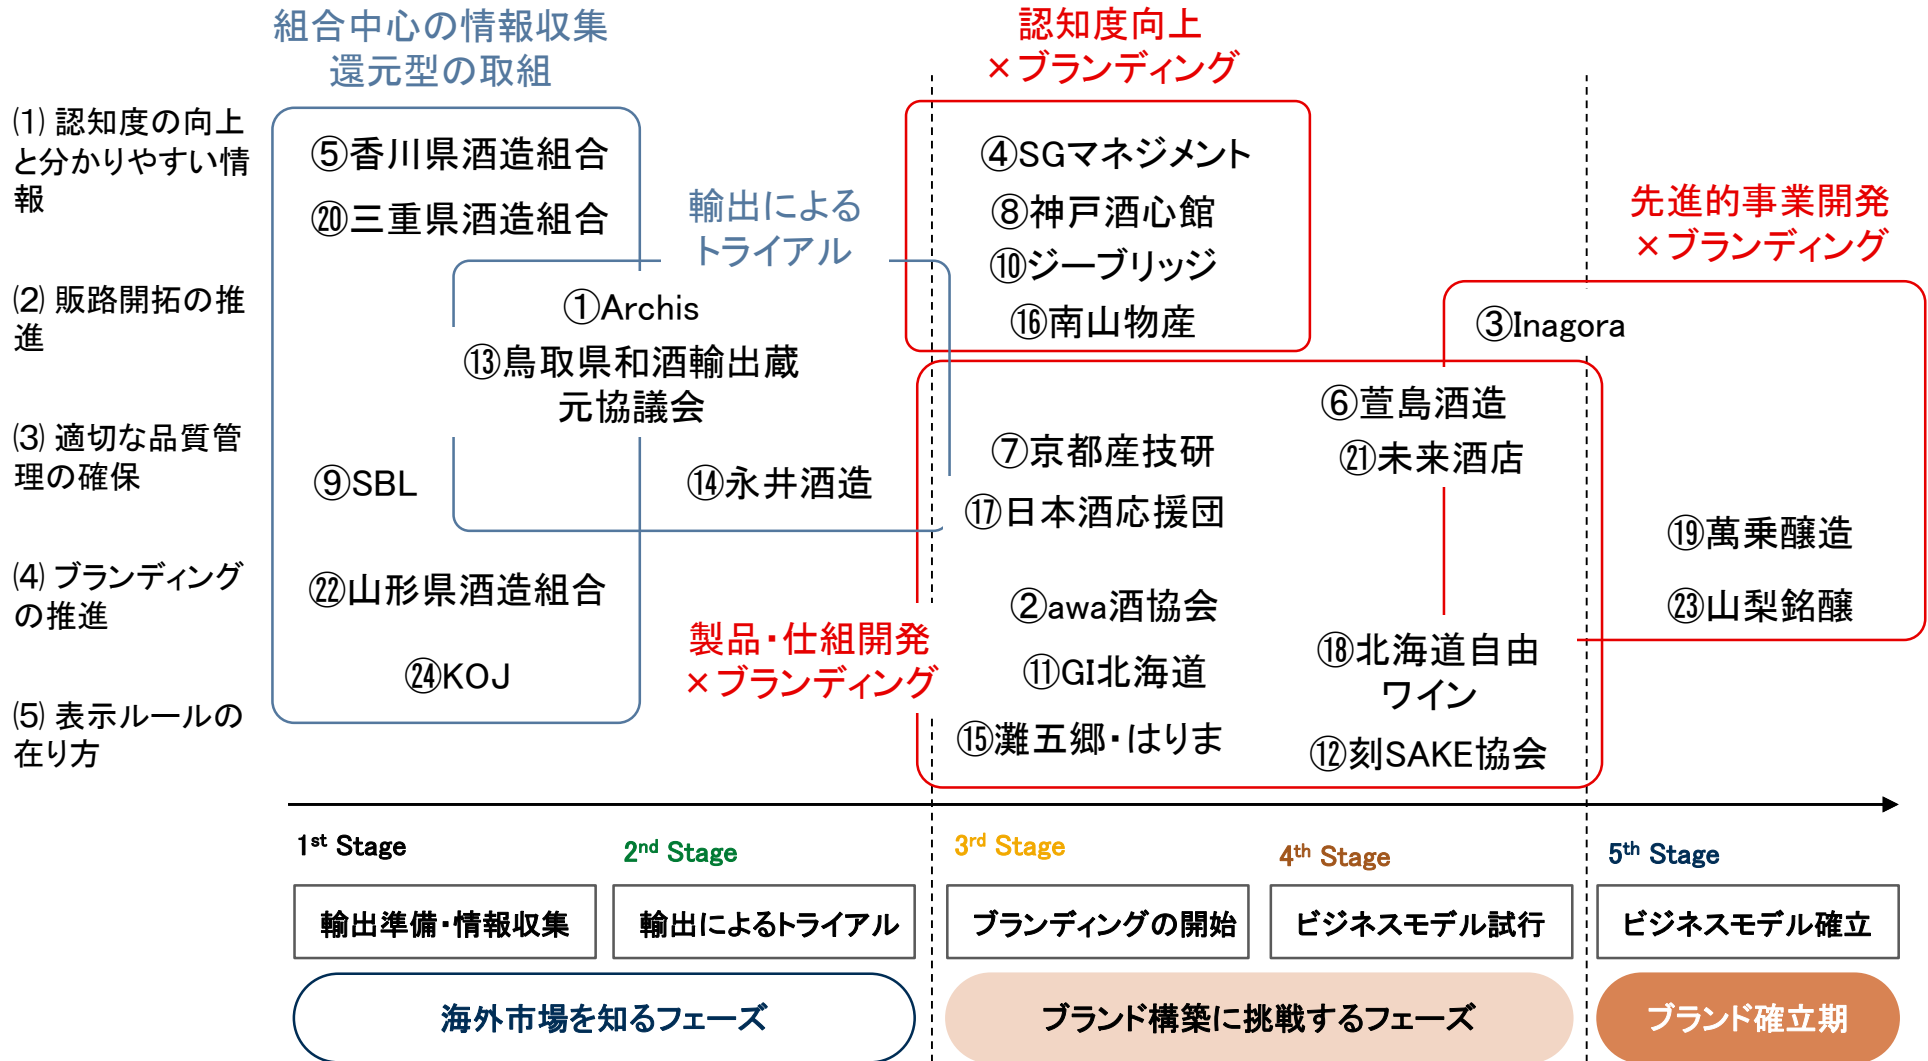 組合中心の情報収集
還元型の取組
認知度向上
×ブランディング
⑴ 認知度の向上
と分かりやすい情
報
⑤香川県酒造組合
⑳三重県酒造組合
輸出による
トライアル
④SGマネジメント
⑧神戸酒心館
⑩ジーブリッジ
⑯南山物産
先進的事業開発
×ブランディング
⑵ 販路開拓の推
進
①Archis
⑬鳥取県和酒輸出蔵
元協議会
③Inagora
⑶ 適切な品質管
理の確保
⑨SBL
⑭永井酒造
⑦京都産技研
⑰日本酒応援団
⑥萱島酒造
㉑未来酒店
⑲萬乗醸造
㉓山梨銘醸
⑷ ブランディング
の推進
㉒山形県酒造組合
㉔KOJ
製品・仕組開発
×ブランディング
②awa酒協会
⑪GI北海道
⑮灘五郷・はりま
⑱北海道自由
ワイン
⑫刻SAKE協会
⑸ 表示ルールの
在り方
1st Stage
2nd Stage
3rd Stage
4th Stage
5th Stage
輸出準備・情報収集
輸出によるトライアル
ブランディングの開始
ビジネスモデル試行
ビジネスモデル確立
海外市場を知るフェーズ
ブランド構築に挑戦するフェーズ
ブランド確立期